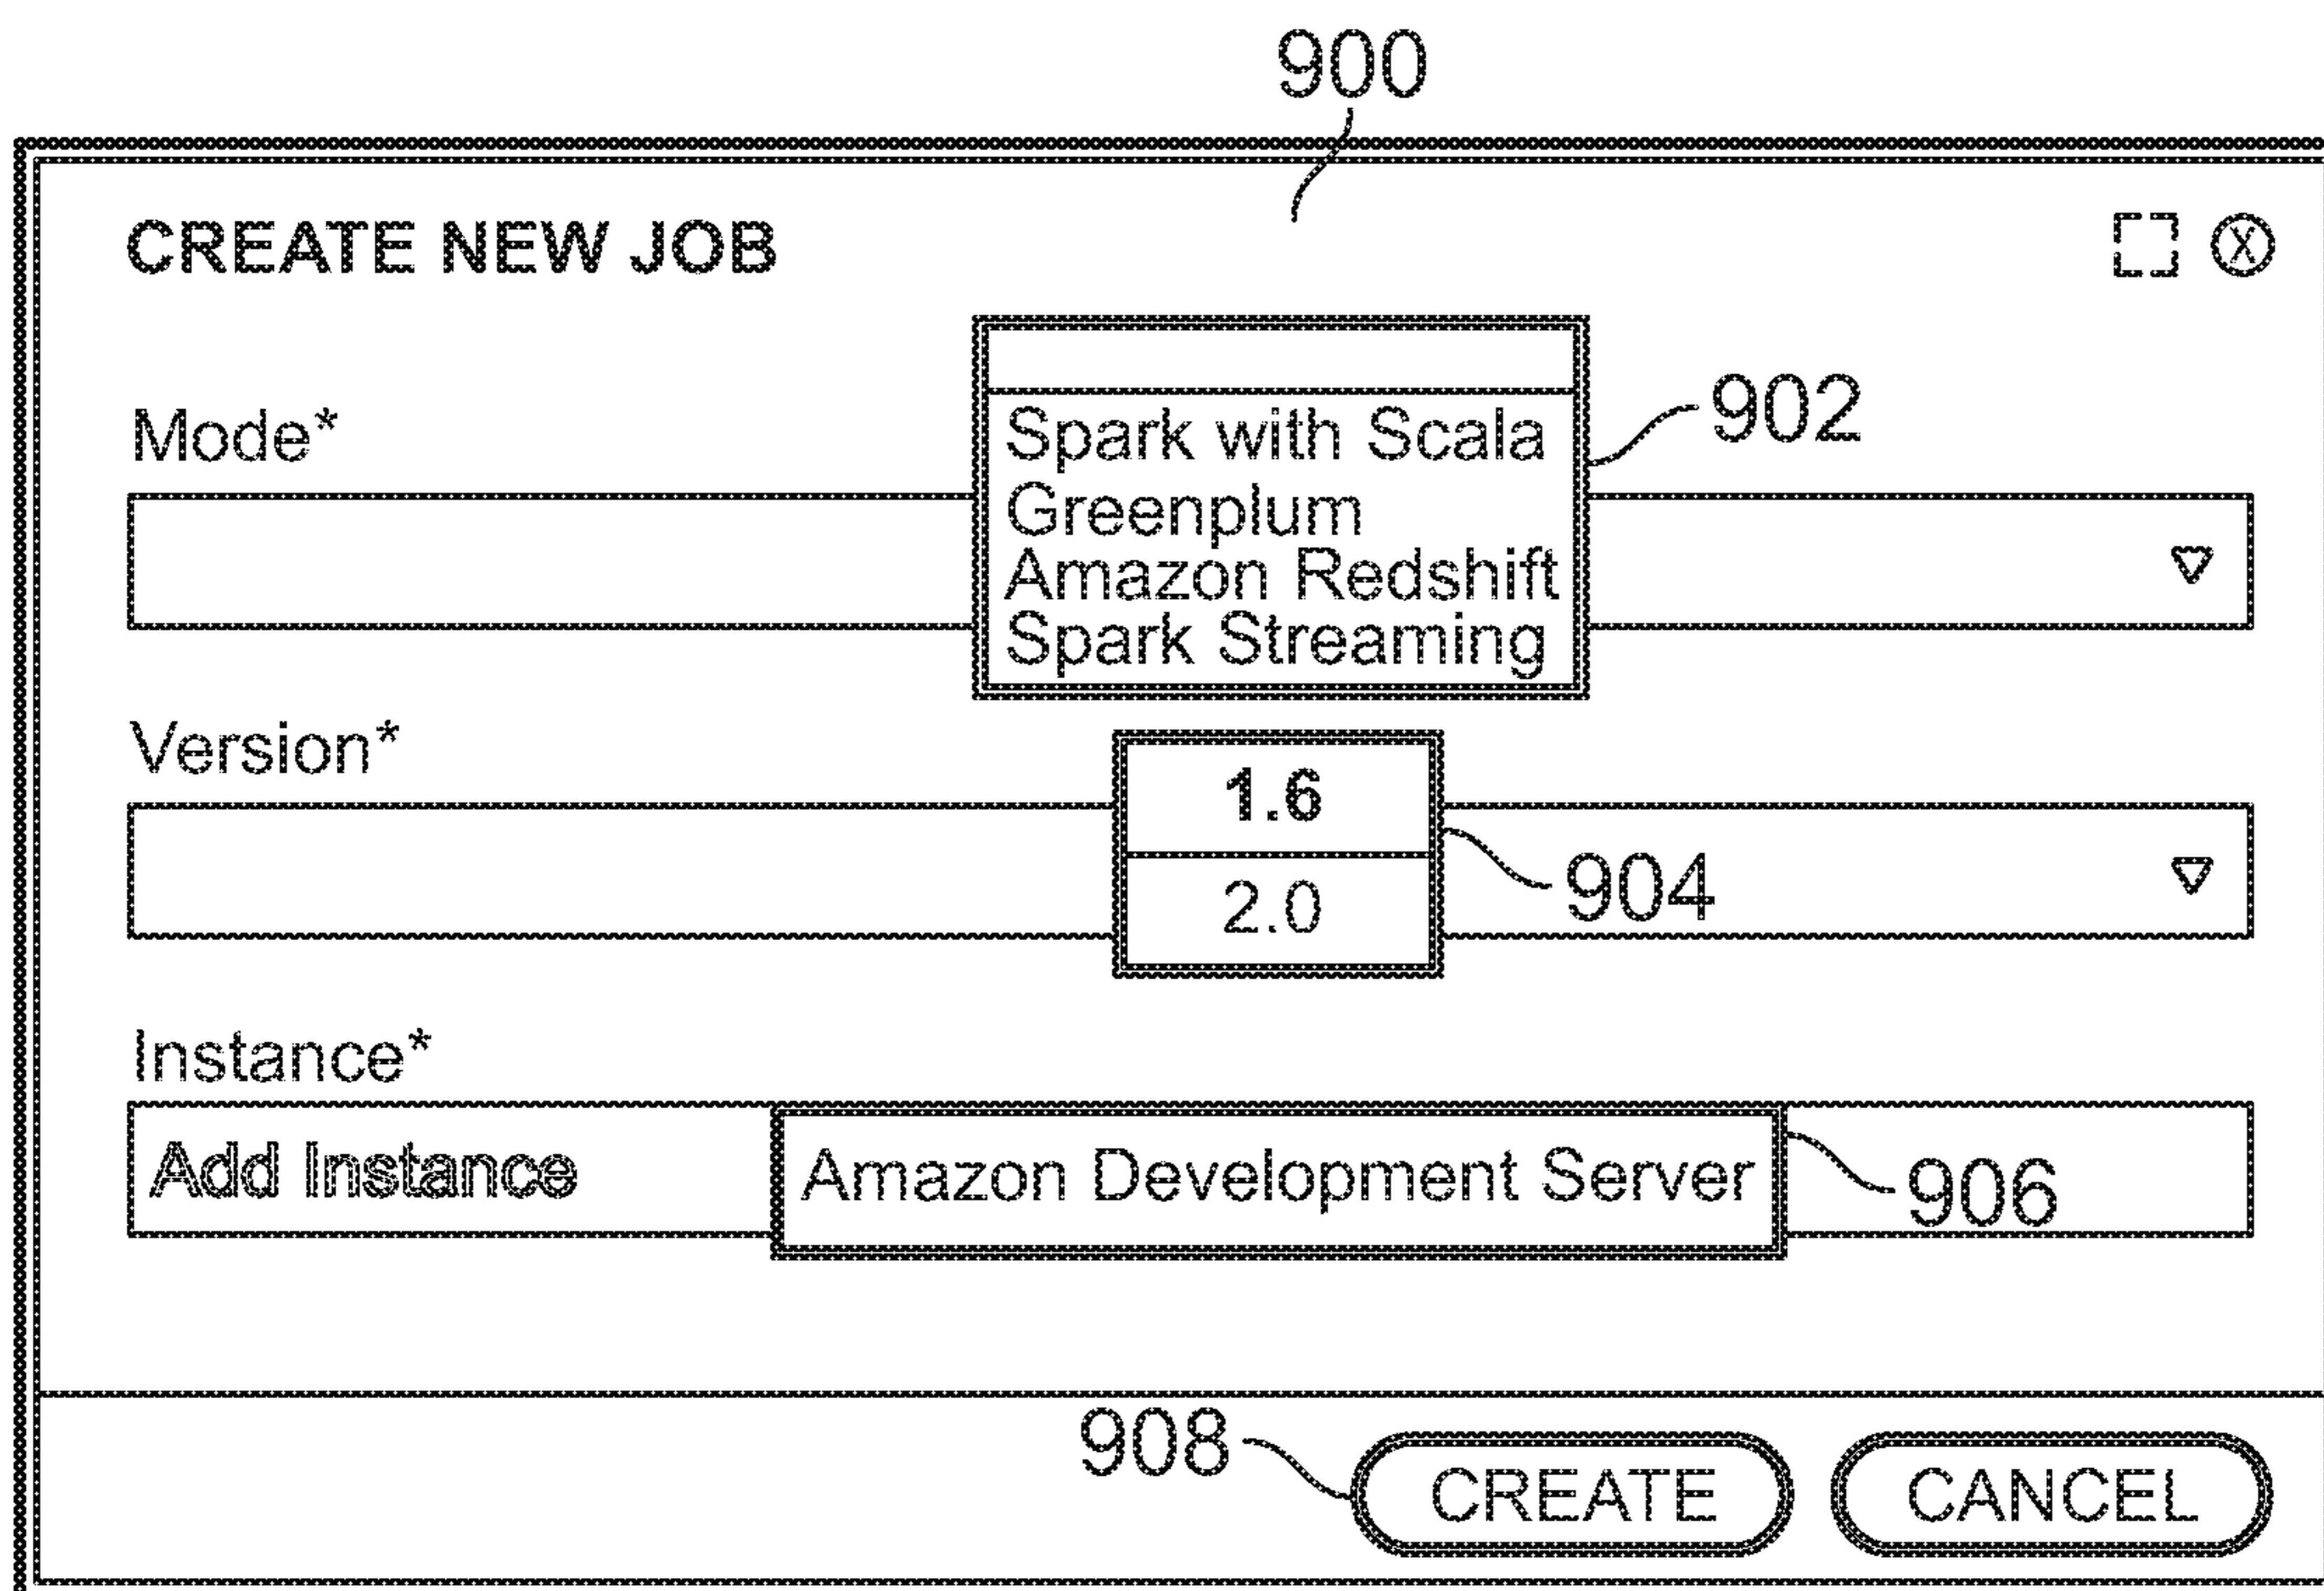 900
CREATE NEW JOB
Mode*
Spark with Scala
902
Greenplum
Amazon Redshift
Spark Streaming
Version*
1.6
904
2.0
Instance*
Add Instance
Amazon Development Server
906
908
CREATE
CANCEL